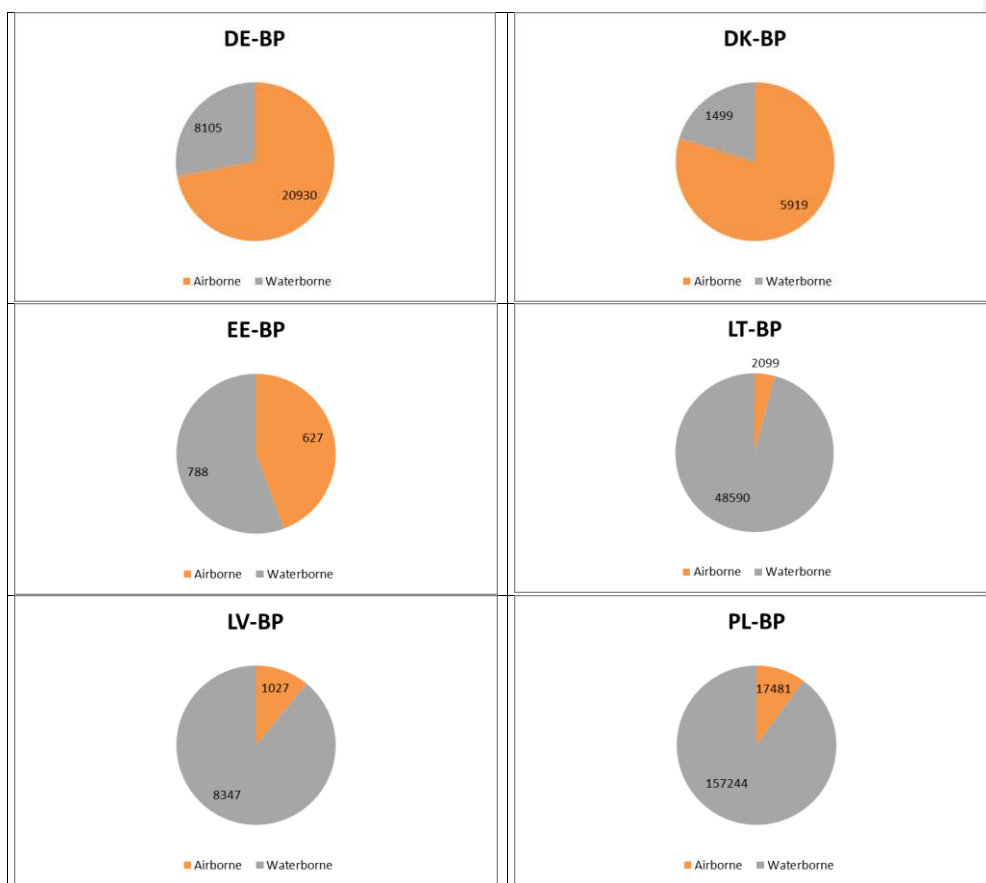 DE-BP
8105
20930
Airborne Waterborne
DK-BP
1499
5919
Airborne Waterborne
EE-BP
627
788
Airborne Waterborne
LT-BP
2099
48590
Airborne Waterborne
LV-BP
1027
8347
Airborne Waterborne
PL-BP
17481
157244
Airborne Waterborne